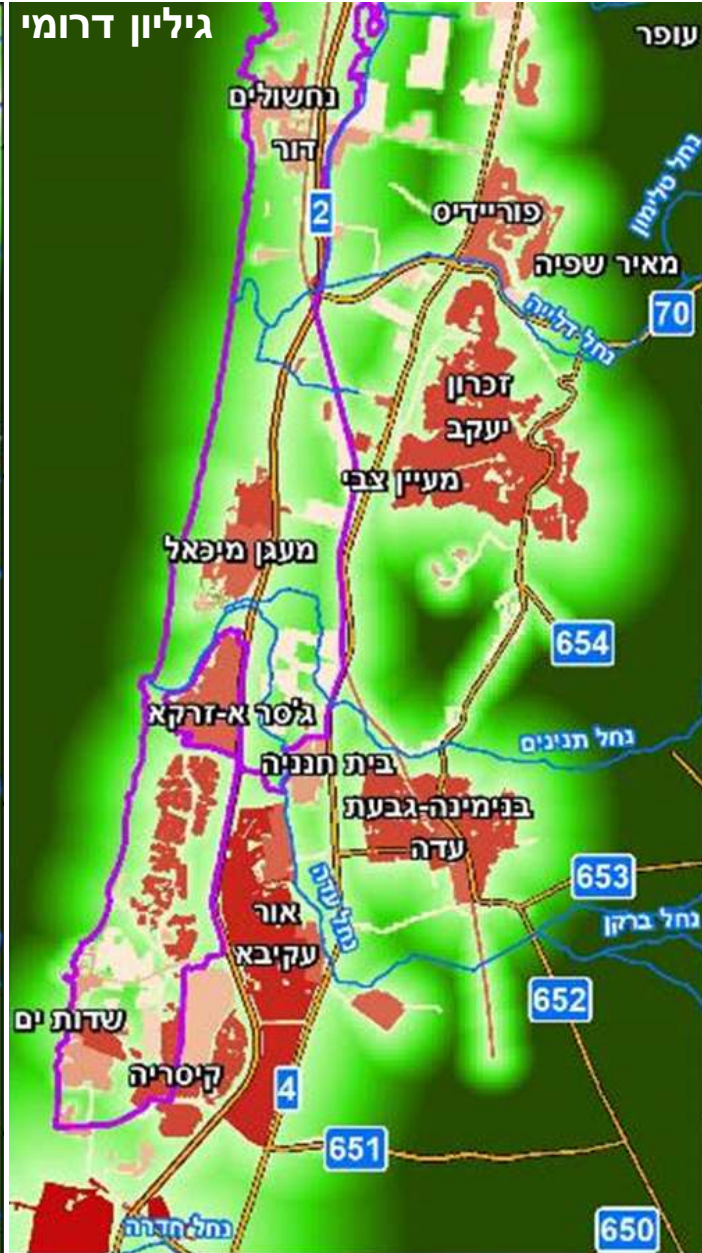 גיליון דרומי
עופר
נחשולים
דור
נחל טלימון
2
פוריידיס
מאיר שפיה
70
נחל דלייה
זכרון
יעקב
מעיין צבי
מעגן מיכאל
654
ג'סר א-זרקא
נחל תנינים
בית חנניה
בנימינה-גבעת
עדה
653
נחל עדה
אור
עקיבא
נחל ברקן
652
שדות ים
קיסריה
4
651
נחל חדרה
650